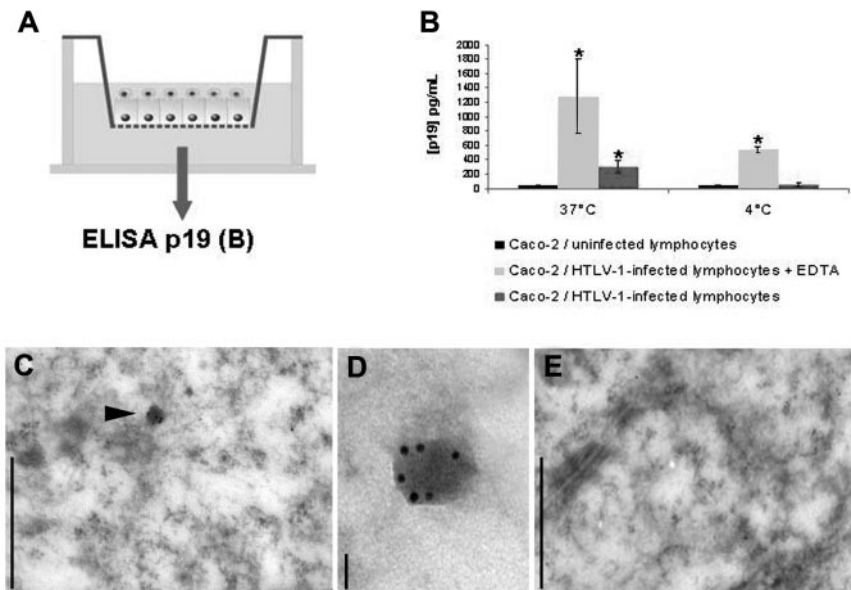 A
ELISA p19 (B)
B
[p19] pg/mL
2000
1800
1600
1400
1200
1000
800
600
400
200
0
*
*
*
37°C
4°C
Caco-2 / uninfected lymphocytes
Caco-2 / HTLV-1-infected lymphocytes + EDTA
Caco-2 / HTLV-1-infected lymphocytes
C
D
E